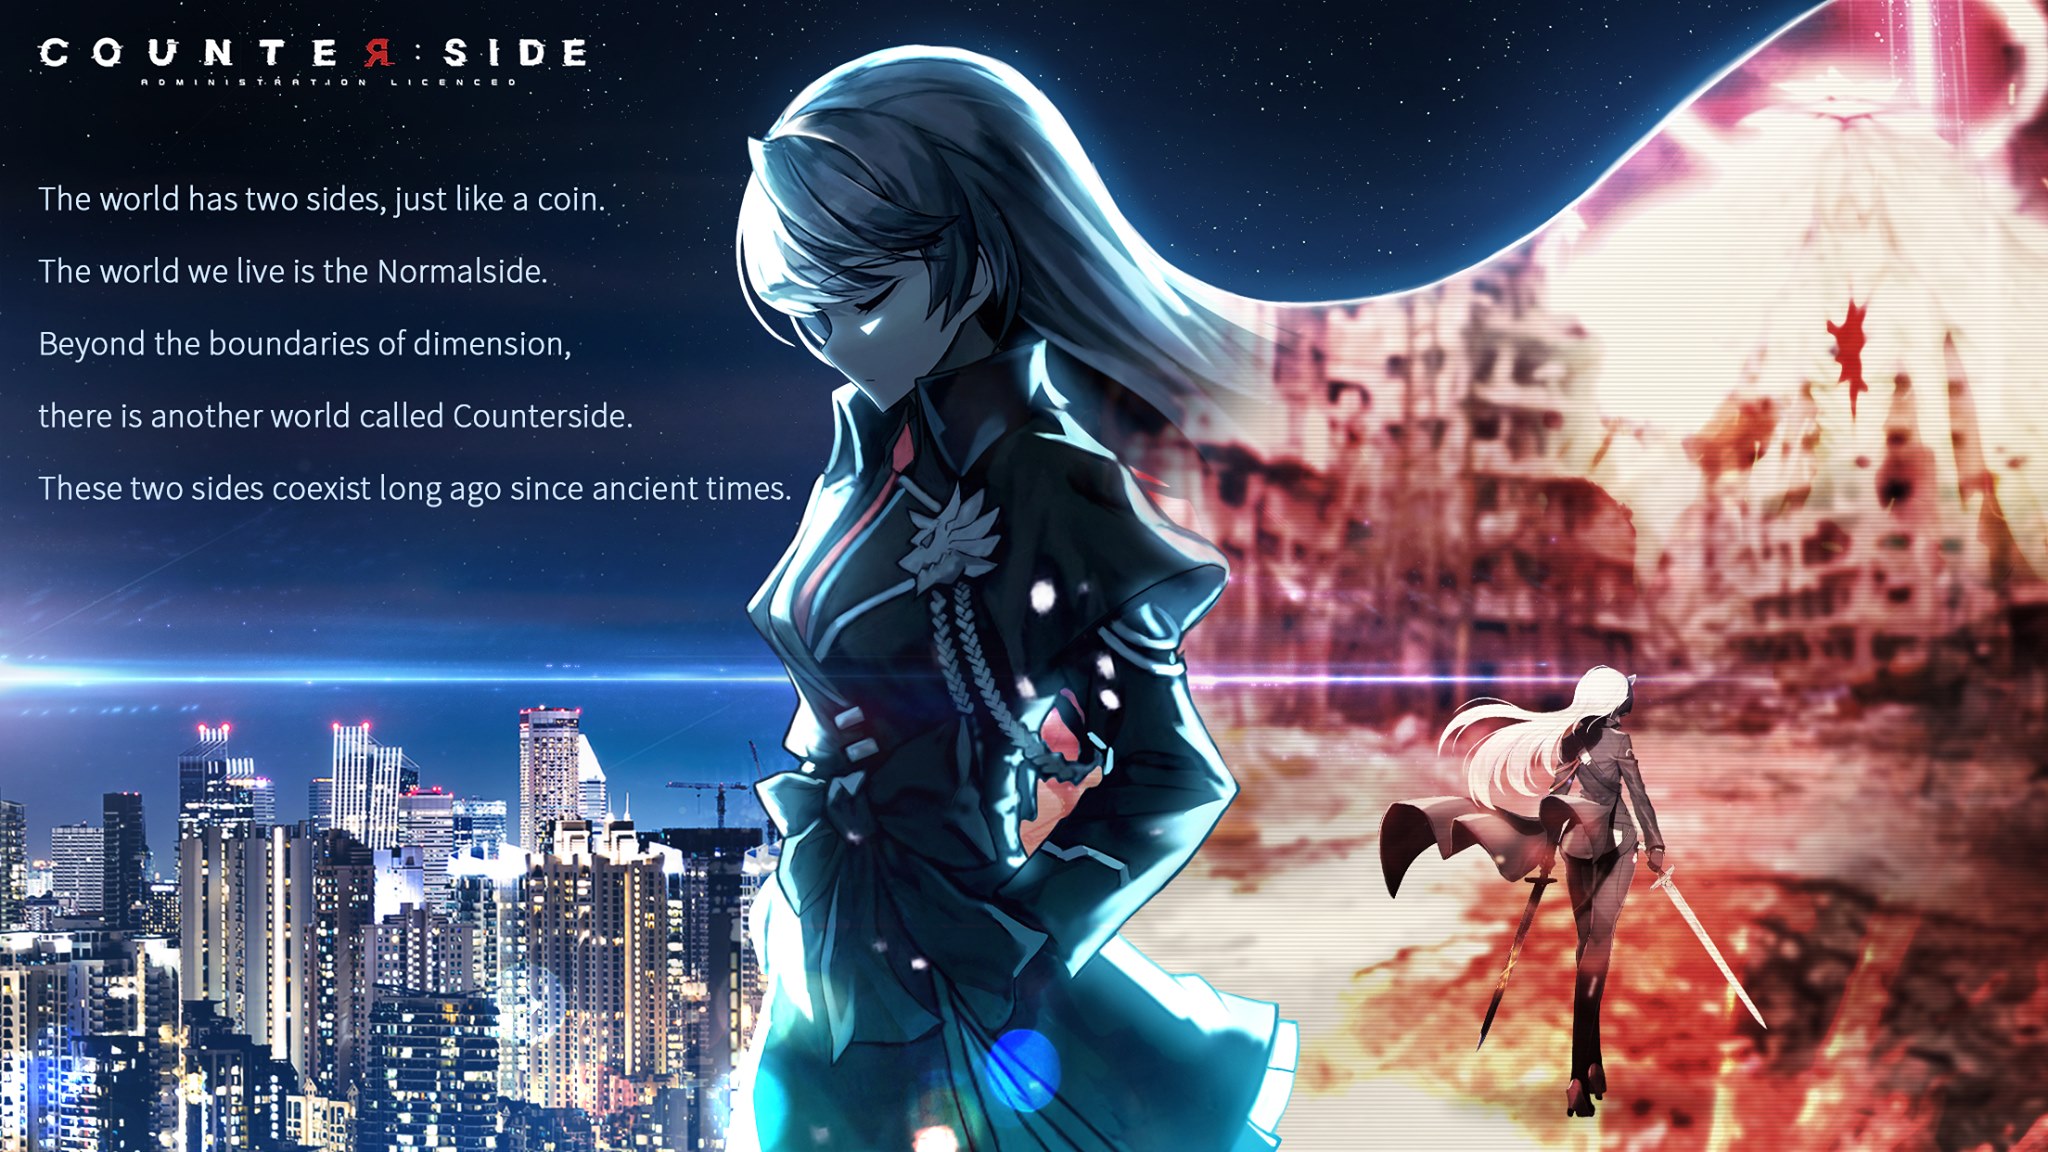 COUNTEЯ:SIDE
ADMINISTRATION LICENCED
The world has two sides, just like a coin.
The world we live is the Normalside.
Beyond the boundaries of dimension,
there is another world called Counterside.
These two sides coexist long ago since ancient times.